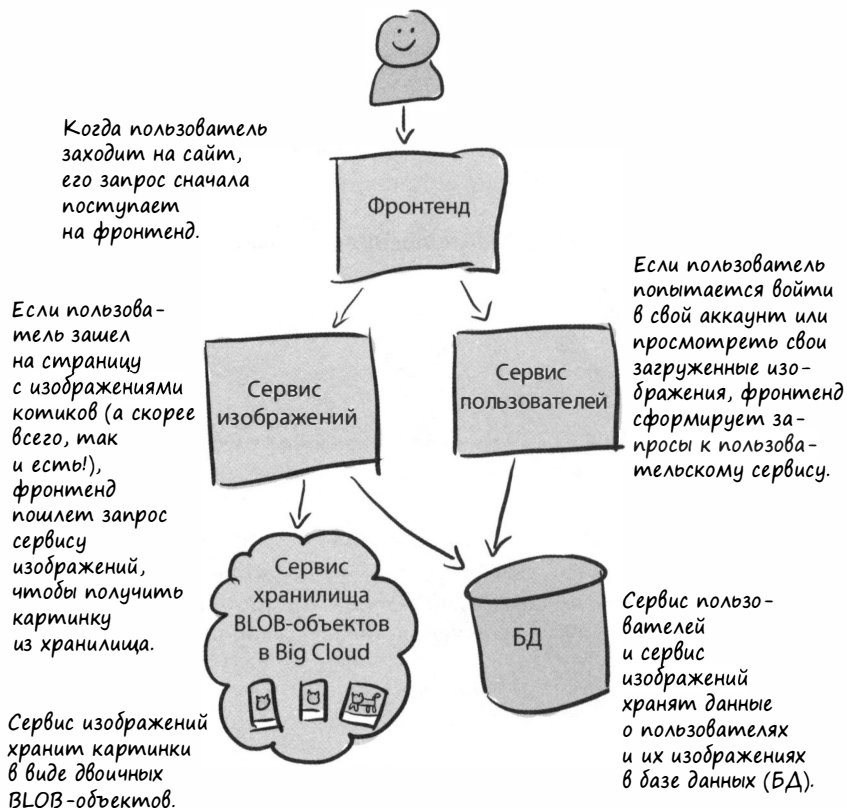 Когда пользователь
заходит на сайт,
его запрос сначала
поступает
на фронтенд.
Фронтенд
Если пользова-
тель зашел
на страницу
с изображениями
котиков (а скорее
всего, так
и есть!),
фронтенд
пошлет запрос
сервису
изображений,
чтобы получить
картинку
из хранилища.
Сервис
изображений
Сервис
пользователей
Если пользователь
попытается войти
в свой аккаунт или
просмотреть свои
загруженные изо-
бражения, фронтенд
сформирует за-
просы к пользова-
тельскому сервису.
Сервис
хранилища
BLOB-объектов
в Big Cloud
БД
Сервис пользо-
вателей
и сервис
изображений
хранят данные
о пользователях
и их изображениях
в базе данных (БД).
Сервис изображений
хранит картинки
в виде двоичных
BLOB-объектов.